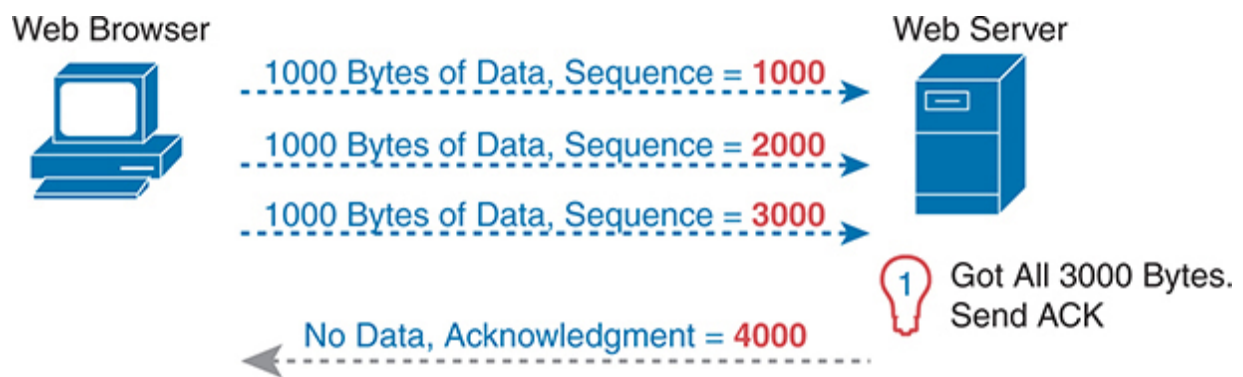 Web Browser
Web Server
1000 Bytes of Data, Sequence = 1000
1000 Bytes of Data, Sequence = 2000
1000 Bytes of Data, Sequence = 3000
1
Got All 3000 Bytes.
Send ACK
No Data, Acknowledgment = 4000